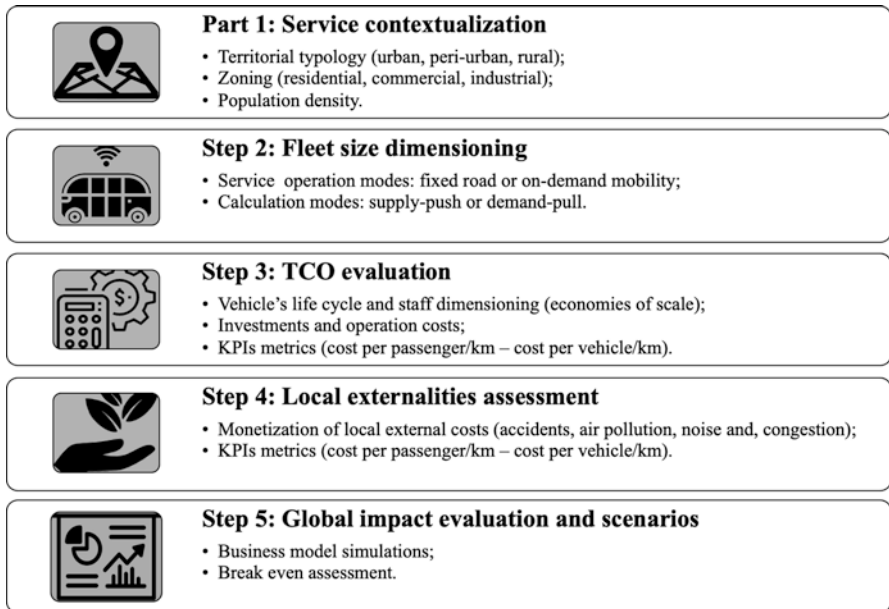 Part 1: Service contextualization
• Territorial typology (urban, peri-urban, rural);
• Zoning (residential, commercial, industrial);
• Population density.
Step 2: Fleet size dimensioning
• Service operation modes: fixed road or on-demand mobility;
• Calculation modes: supply-push or demand-pull.
$
Step 3: TCO evaluation
• Vehicle's life cycle and staff dimensioning (economies of scale);
• Investments and operation costs;
• KPIs metrics (cost per passenger/km – cost per vehicle/km).
Step 4: Local externalities assessment
• Monetization of local external costs (accidents, air pollution, noise and, congestion);
• KPIs metrics (cost per passenger/km – cost per vehicle/km).
Step 5: Global impact evaluation and scenarios
• Business model simulations;
• Break even assessment.